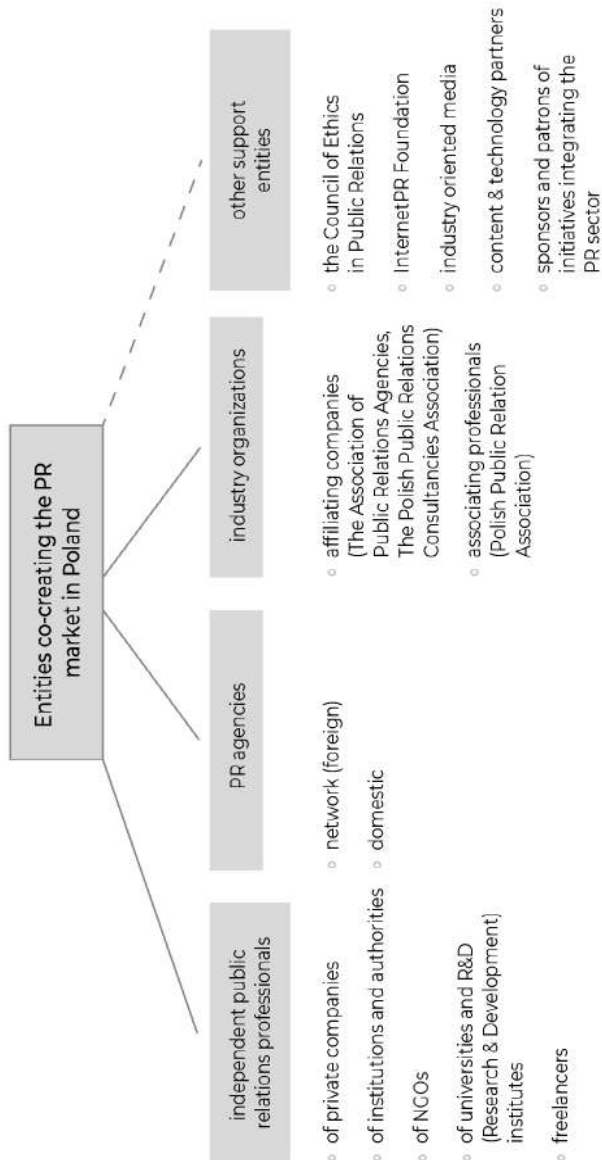 Entities co-creating the PR
market in Poland
independent public
relations professionals
○ of private companies
○ of institutions and authorities
○ of NGOs
○ of universities and R&D
(Research & Development)
institutes
○ freelancers
PR agencies
○ network (foreign)
○ domestic
industry organizations
○ affiliating companies
(The Association of
Public Relations Agencies,
The Polish Public Relations
Consultancies Association)
○ associating professionals
(Polish Public Relation
Association)
other support
entities
○ the Council of Ethics
in Public Relations
○ InternetPR Foundation
○ industry oriented media
○ content & technology partners
○ sponsors and patrons of
initiatives integrating the
PR sector